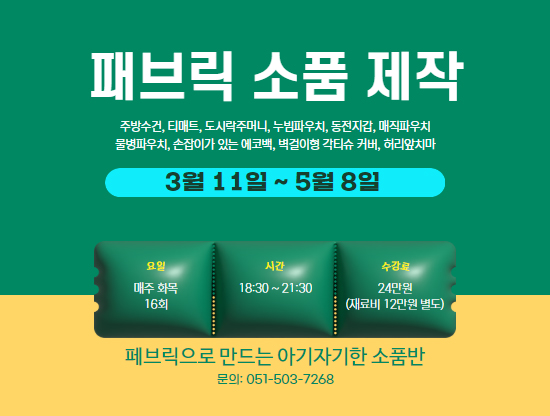 패브릭 소품 제작
주방수건, 티매트, 도시락주머니, 누빔파우치, 동전지갑, 매직파우치
물병파우치, 손잡이가 있는 에코백, 벽걸이형 각티슈 커버, 허리앞치마
3월 11일 ~ 5월 8일
요일
매주 화목
16회
시간
18:30 ~ 21:30
수강료
24만원
(재료비 12만원 별도)
페브릭으로 만드는 아기자기한 소품반
문의: 051-503-7268